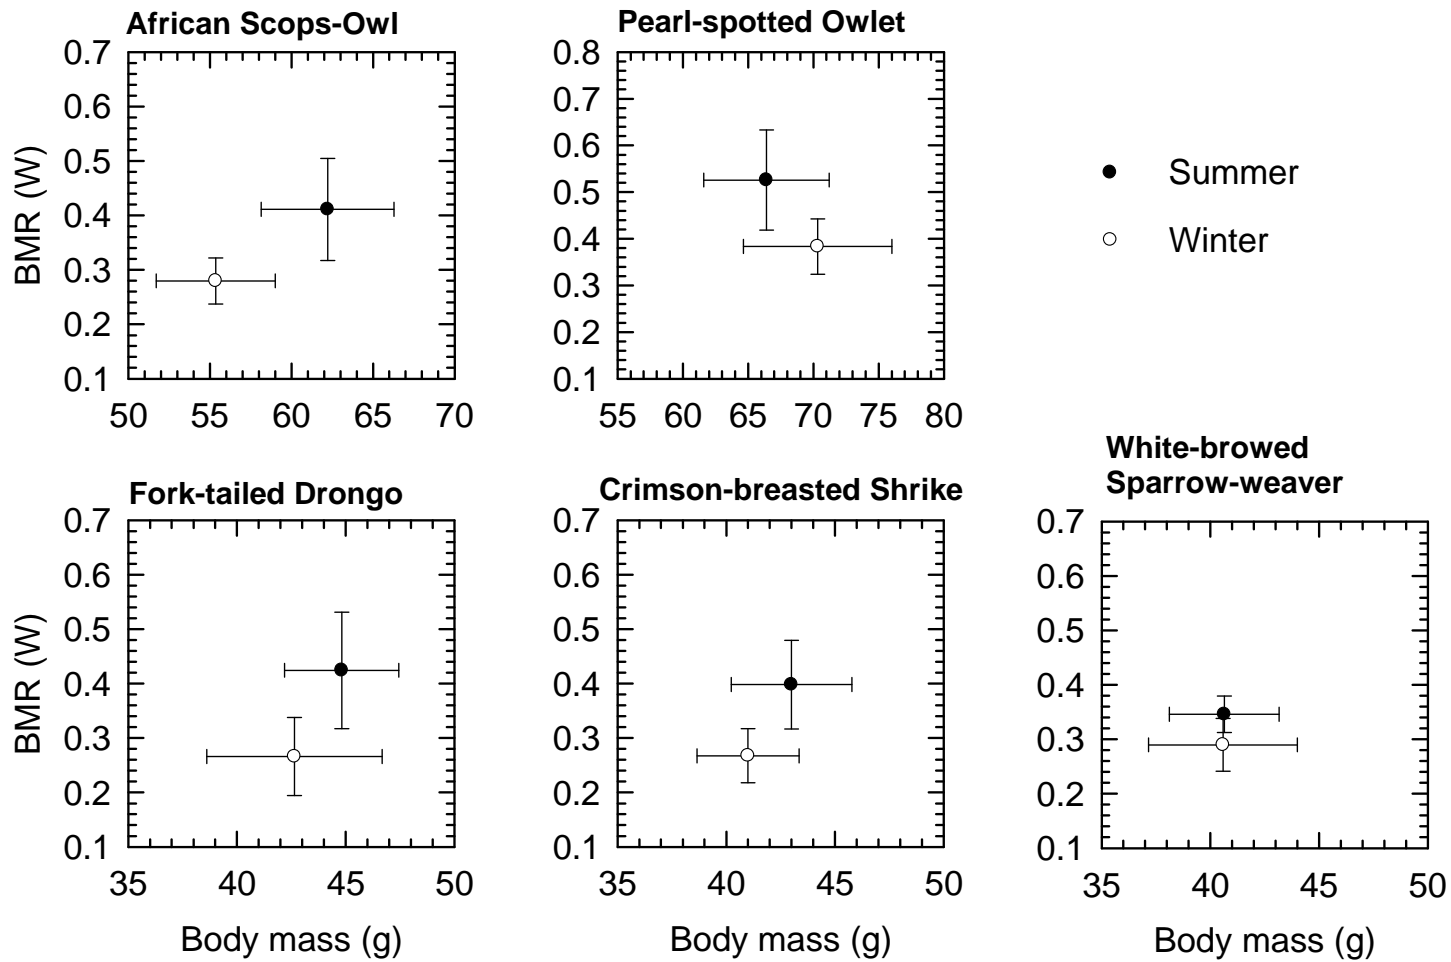 African Scops-Owl
0.7
0.6
0.5
0.4
0.3
0.2
0.1
BMR (W)
50 55 60 65 70
Pearl-spotted Owlet
0.8
0.7
0.6
0.5
0.4
0.3
0.2
0.1
55 60 65 70 75 80
Summer
Winter
Fork-tailed Drongo
0.7
0.6
0.5
0.4
0.3
0.2
0.1
BMR (W)
35 40 45 50
Body mass (g)
Crimson-breasted Shrike
0.7
0.6
0.5
0.4
0.3
0.2
0.1
35 40 45 50
Body mass (g)
White-browed
Sparrow-weaver
0.7
0.6
0.5
0.4
0.3
0.2
0.1
35 40 45 50
Body mass (g)